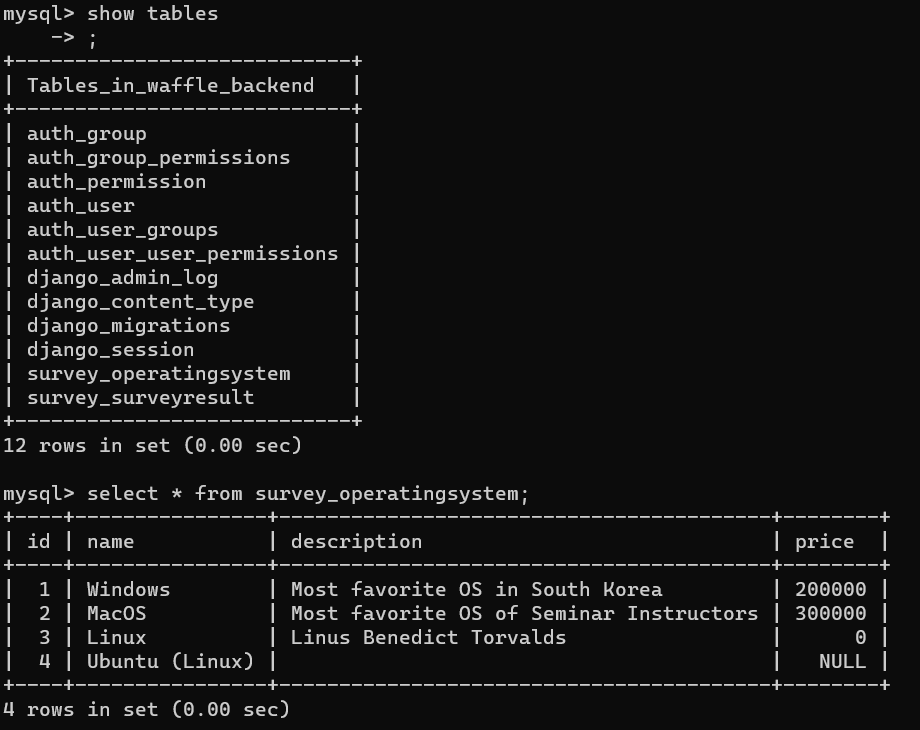 mysql> show tables
    -> ;
+---------------------------+
| Tables_in_waffle_backend   |
+---------------------------+
| auth_group                 |
| auth_group_permissions     |
| auth_permission            |
| auth_user                  |
| auth_user_groups           |
| auth_user_user_permissions |
| django_admin_log           |
| django_content_type        |
| django_migrations          |
| django_session             |
| survey_operatingsystem     |
| survey_surveyresult        |
+---------------------------+
12 rows in set (0.00 sec)

mysql> select * from survey_operatingsystem;
+----+----------------+-----------------------------------------+--------+
| id | name           | description                             | price  |
+----+----------------+-----------------------------------------+--------+
|  1 | Windows        | Most favorite OS in South Korea         | 200000 |
|  2 | MacOS          | Most favorite OS of Seminar Instructors | 300000 |
|  3 | Linux          | Linus Benedict Torvalds                 |      0 |
|  4 | Ubuntu (Linux) |                                         |   NULL |
+----+----------------+-----------------------------------------+--------+
4 rows in set (0.00 sec)